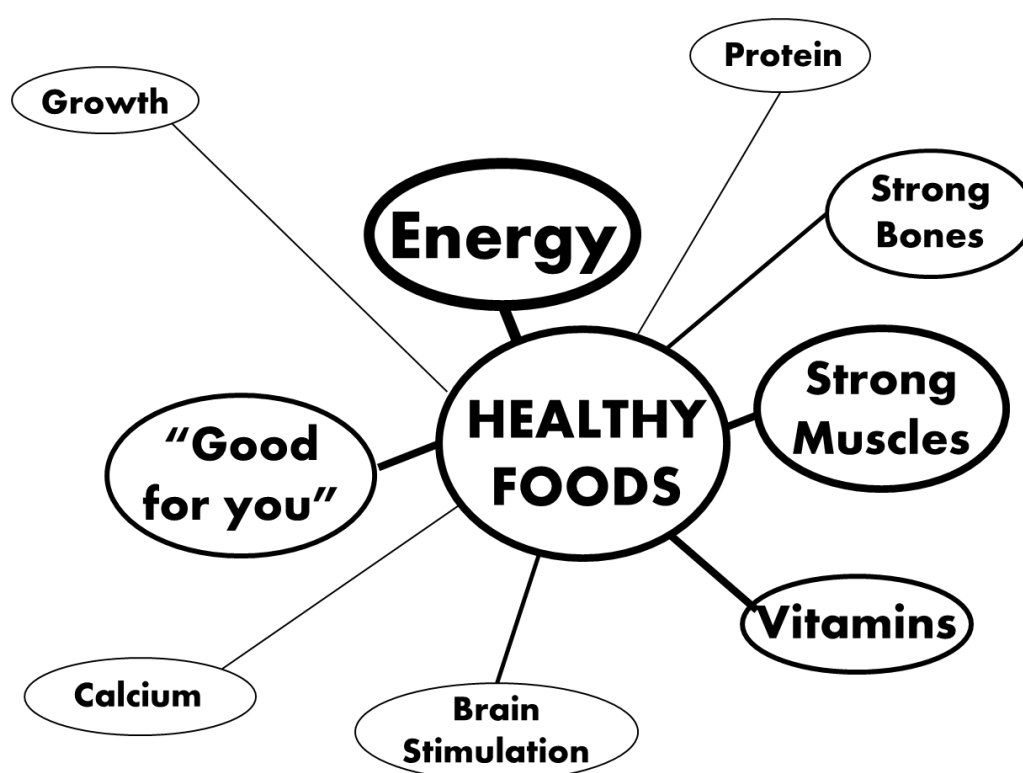 Protein
Growth
Strong
Bones
Energy
Strong
Muscles
HEALTHY
FOODS
“Good
for you”
Vitamins
Calcium
Brain
Stimulation